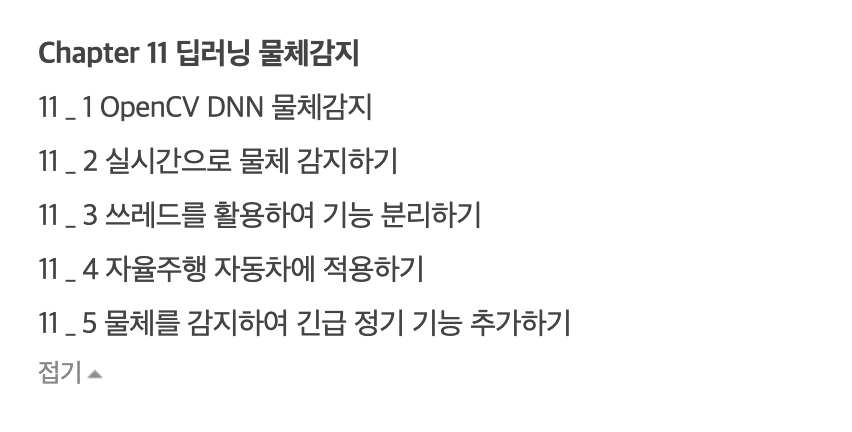 Chapter 11 딥러닝 물체감지
11 _ 1 OpenCV DNN 물체감지
11 _ 2 실시간으로 물체 감지하기
11 _ 3 쓰레드를 활용하여 기능 분리하기
11 _ 4 자율주행 자동차에 적용하기
11 _ 5 물체를 감지하여 긴급 정기 기능 추가하기
접기